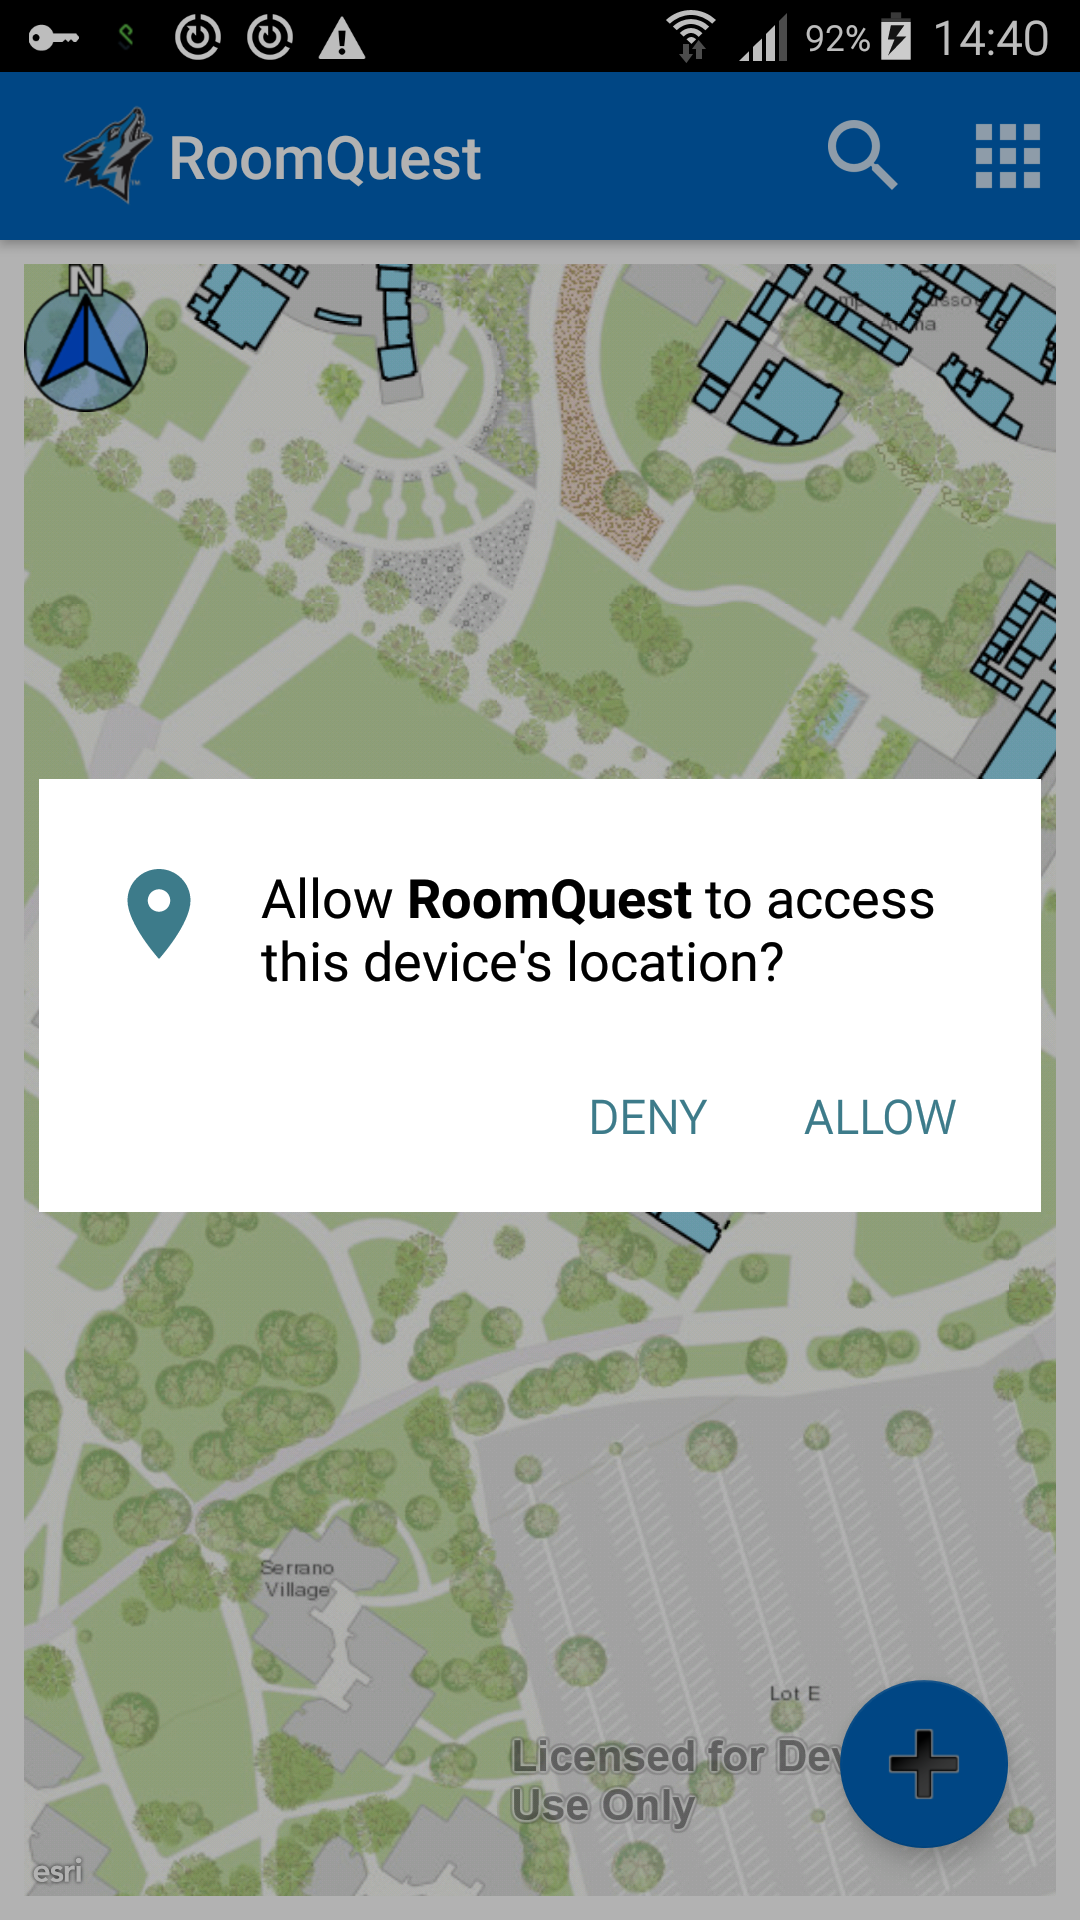 92% 14:40
RoomQuest
N
Arena
Allow RoomQuest to access
this device's location?
DENY ALLOW
Serrano
Village
Lot E
Licensed for Dev
Use Only
esri